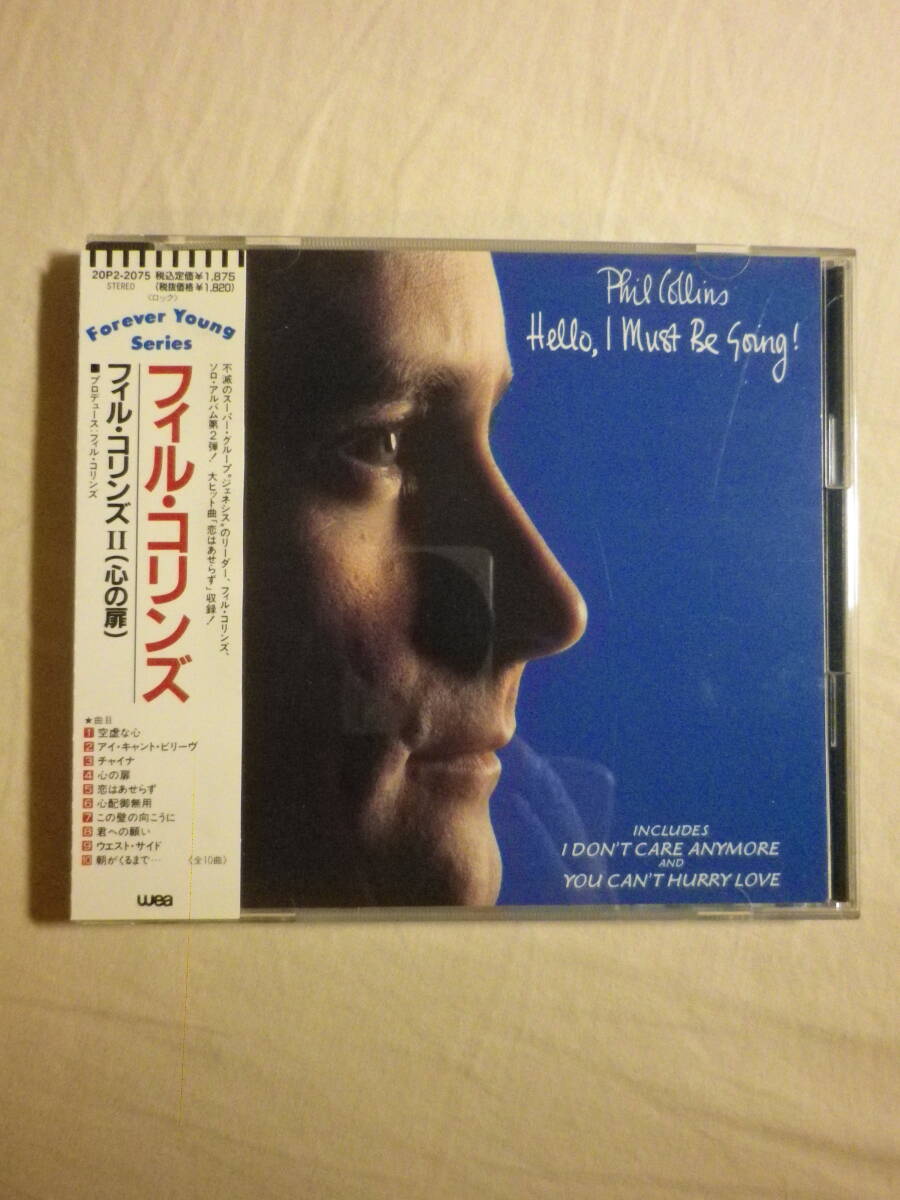 20P2-2075 税込定価¥1,875
STEREO (税抜価格¥1,820)
〈ロック〉
Forever Young
Series
不滅のスーパー・グループ"ジェネシス"のリーダー、フィル・コリンズ、
ソロ・アルバム第2弾! 大ヒット曲「恋はあせらず」収録!
フィル・コリンズ
フィル・コリンズII(心の扉)
■プロデュース:フィル・コリンズ
★曲目
1 空虚な心
2 アイ・キャント・ビリーヴ
3 チャイナ
4 心の扉
5 恋はあせらず
6 心配御無用
7 この壁の向こうに
8 君への願い
9 ウエスト・サイド
10 朝がくるまで… 〈全10曲〉
wea
Phil Collins
Hello, I Must Be Going!
INCLUDES
I DON'T CARE ANYMORE
AND
YOU CAN'T HURRY LOVE